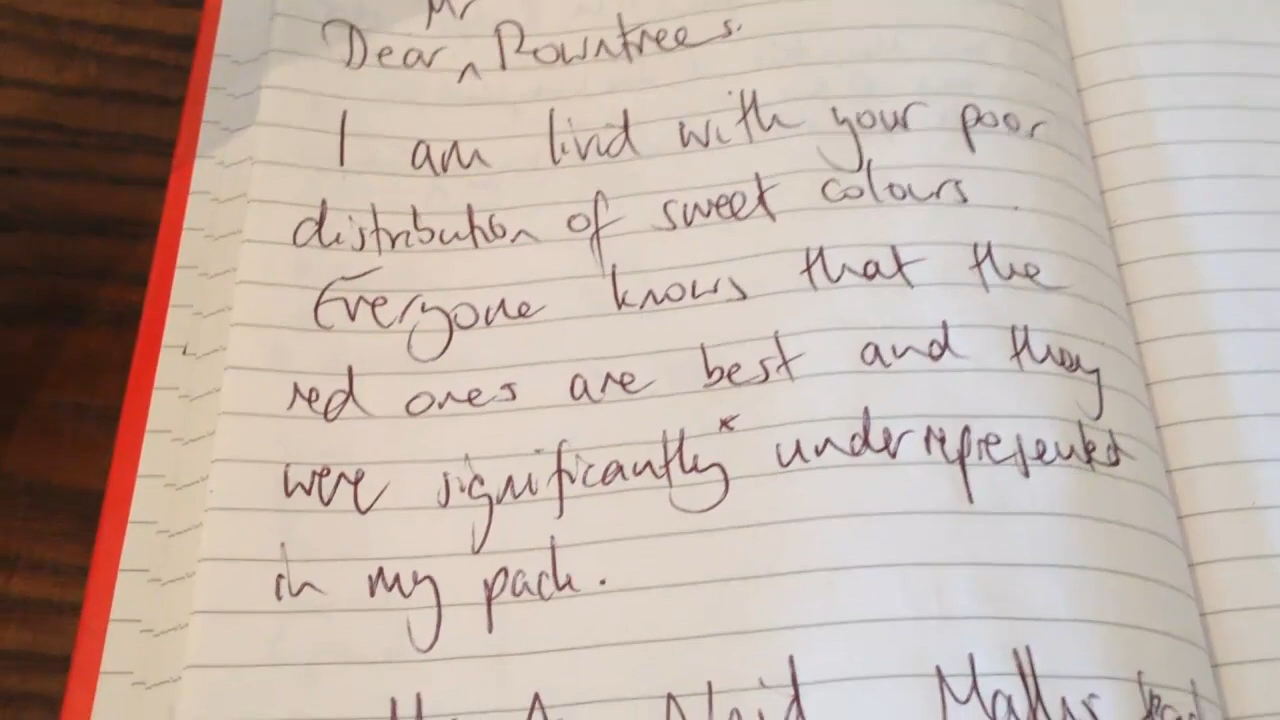 Dear ^Mr Rowntrees.
I am livid with your poor
distribution of sweet colours
Everyone knows that the
red ones are best and they
were significantly* underrepresented
in my pack.